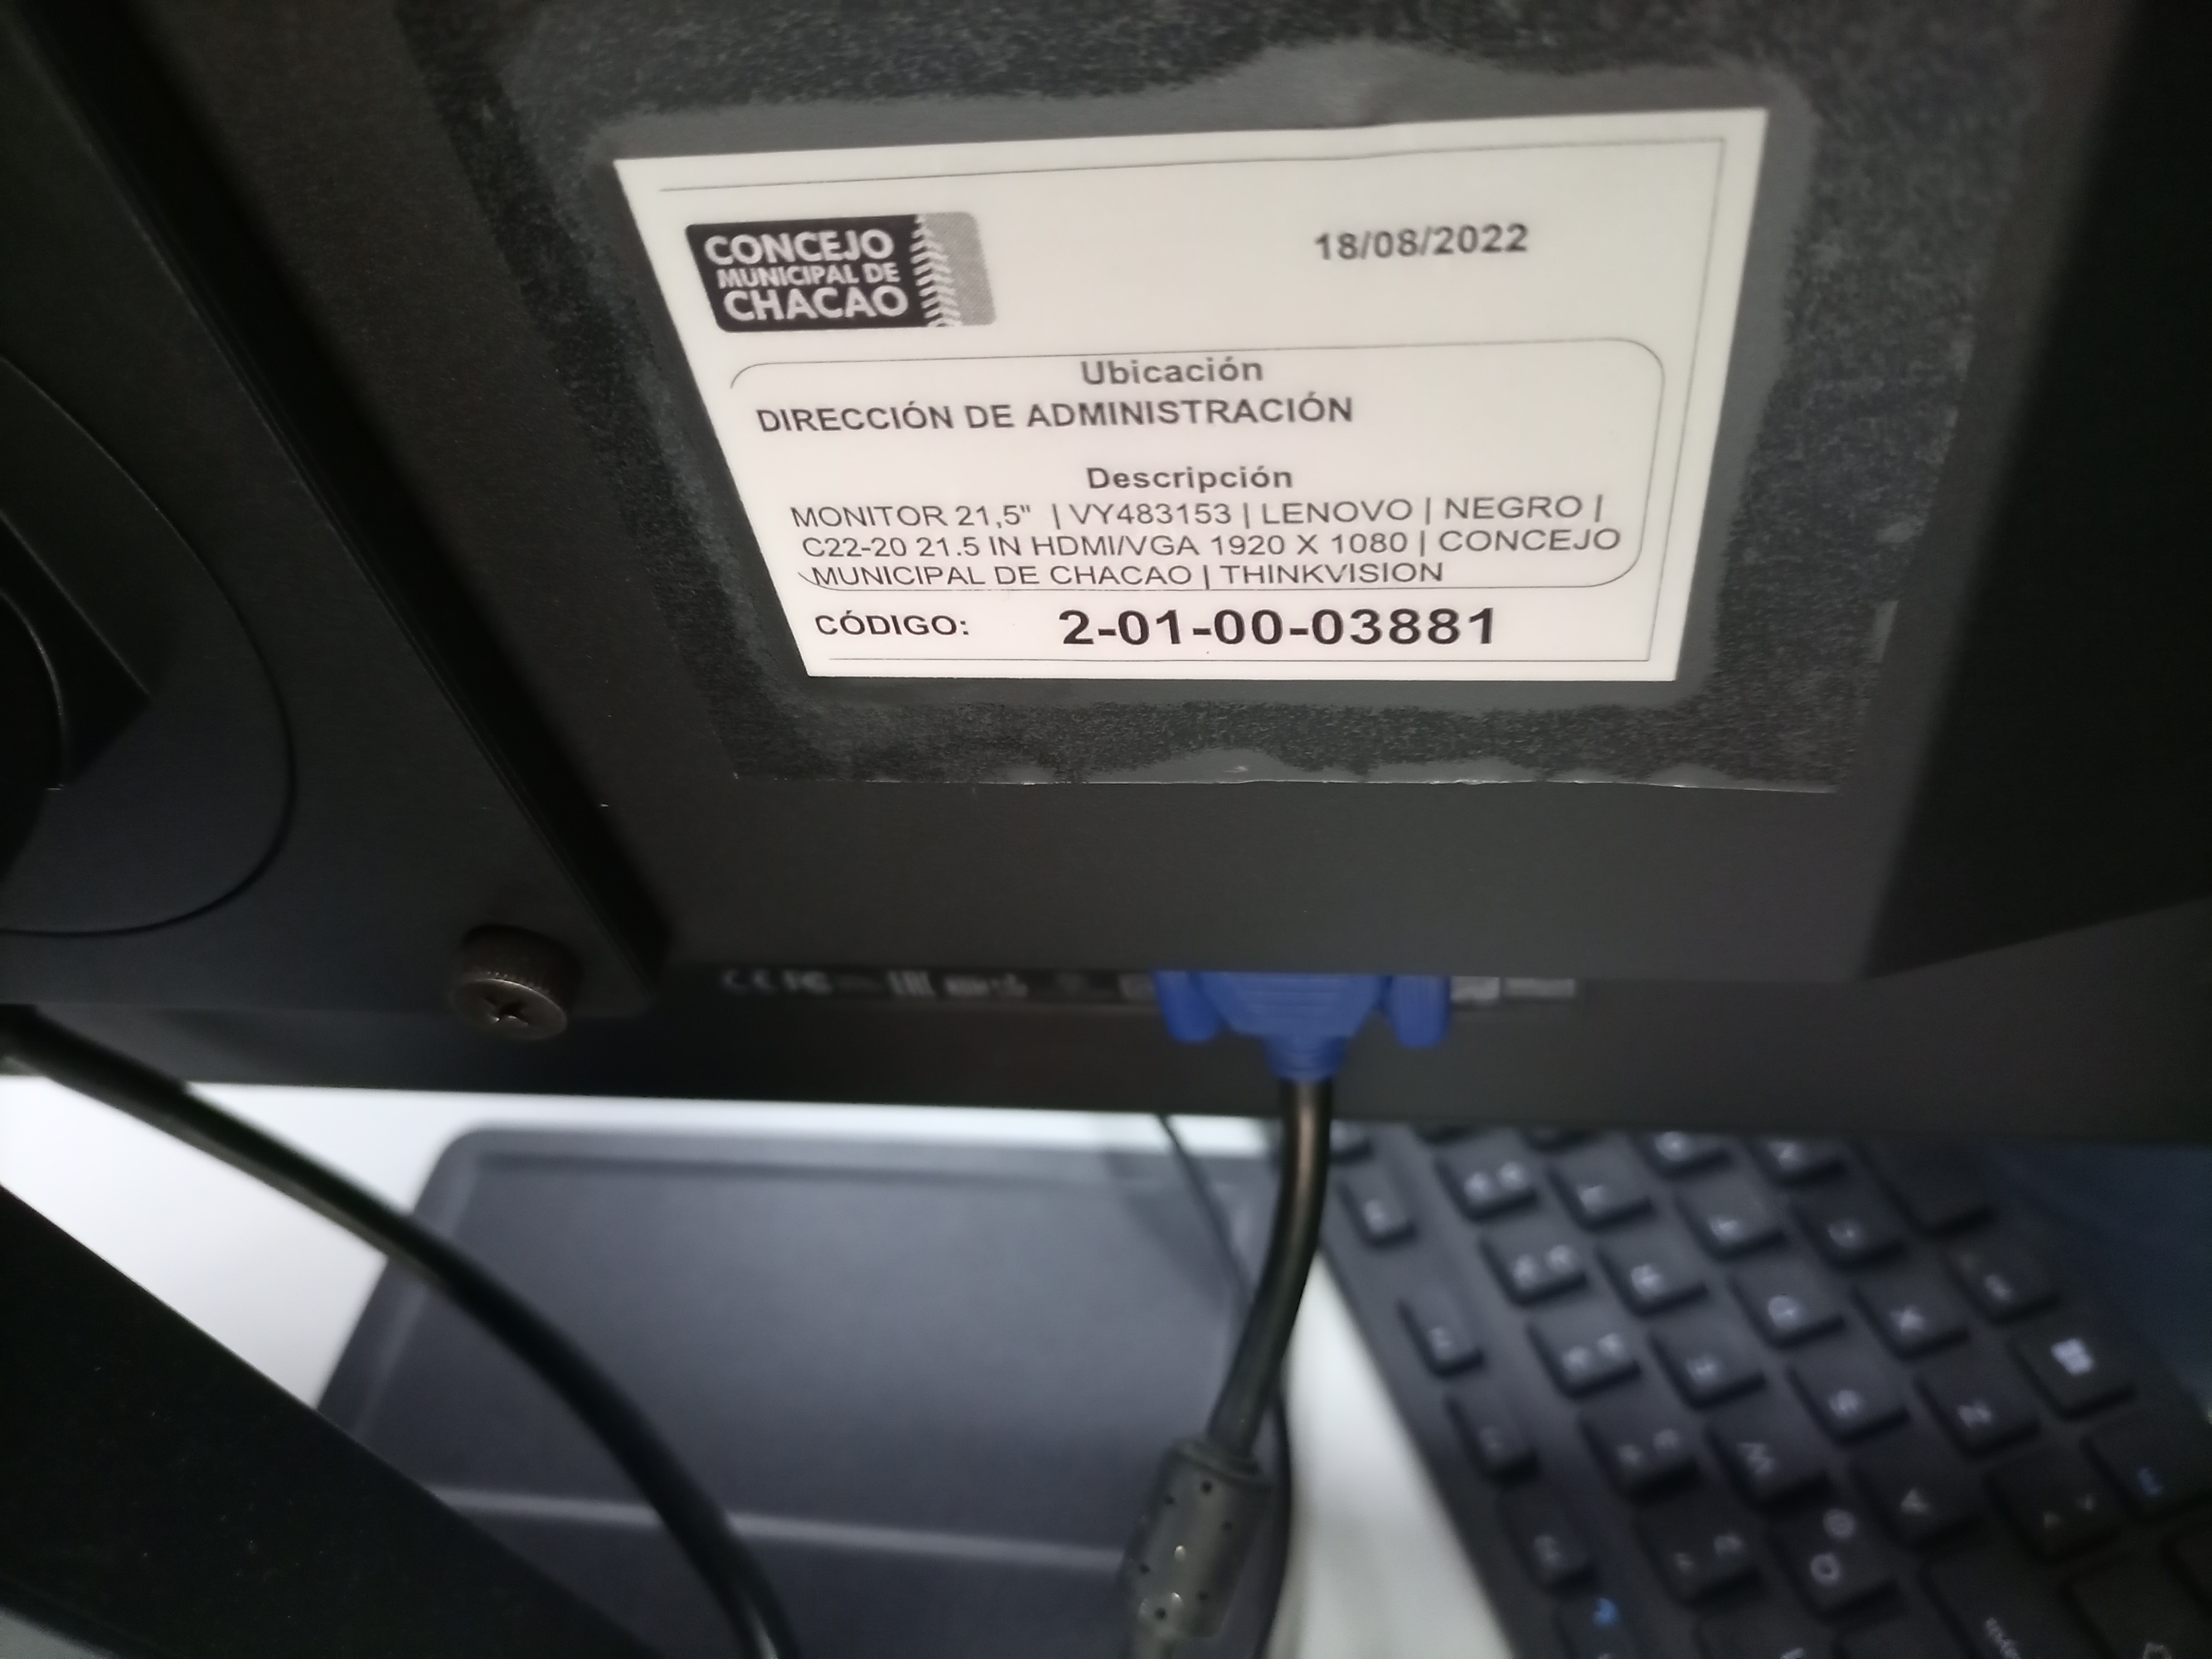 CONCEJO
MUNICIPAL DE
CHACAO
18/08/2022
Ubicación
DIRECCIÓN DE ADMINISTRACIÓN
Descripción
MONITOR 21,5" | VY483153 | LENOVO | NEGRO |
C22-20 21.5 IN HDMI/VGA 1920 X 1080 | CONCEJO
MUNICIPAL DE CHACAO | THINKVISION
CÓDIGO: 2-01-00-03881